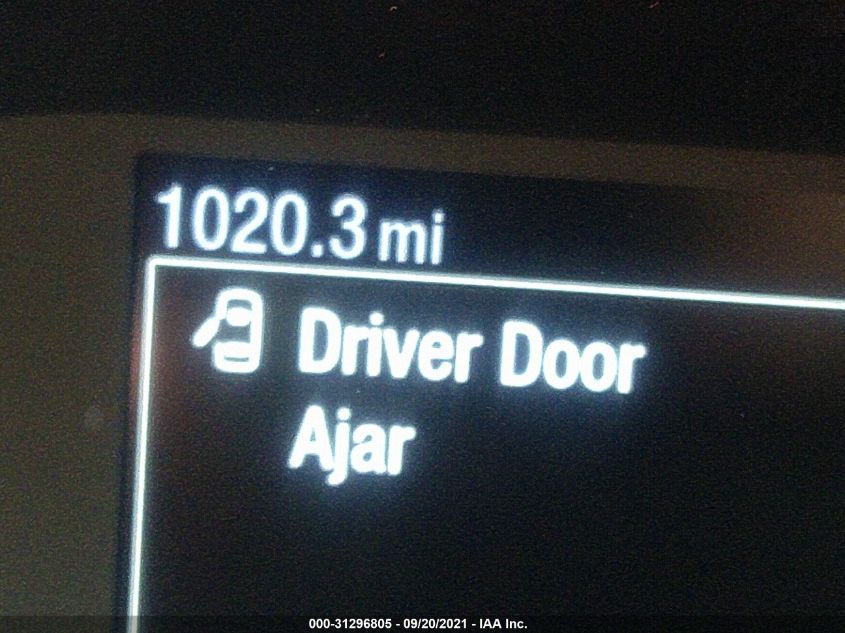 1020.3 mi
Driver Door
Ajar
000-31296805 - 09/20/2021 - IAA Inc.